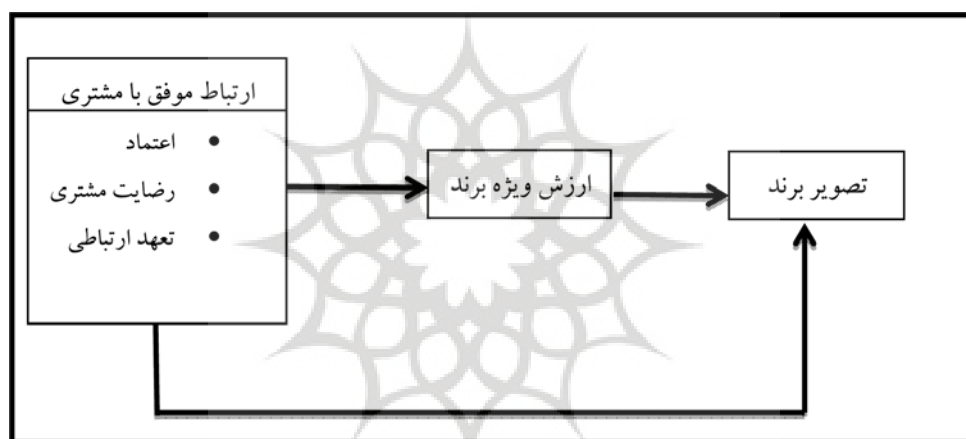 ارتباط موفق با مشتری
• اعتماد
• رضایت مشتری
• تعهد ارتباطی
ارزش ویژه برند
تصویر برند